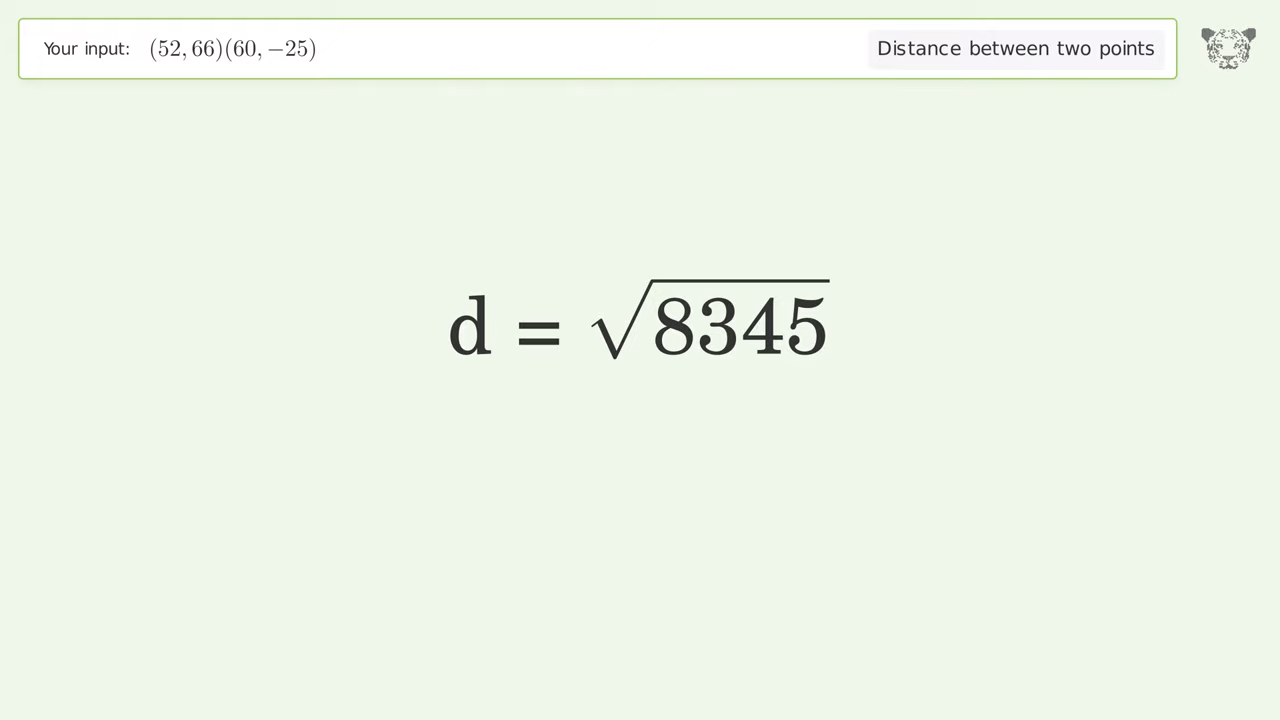 Your input: (52, 66)(60, −25)
Distance between two points
d = √8345